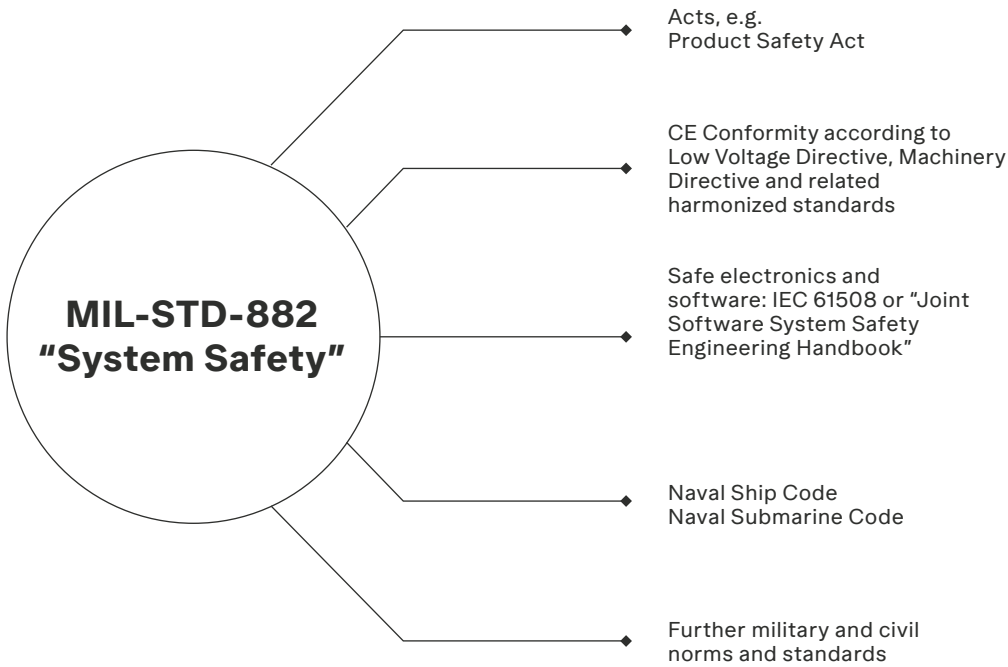 MIL-STD-882
“System Safety”
Acts, e.g.
Product Safety Act
CE Conformity according to
Low Voltage Directive, Machinery
Directive and related
harmonized standards
Safe electronics and
software: IEC 61508 or “Joint
Software System Safety
Engineering Handbook”
Naval Ship Code
Naval Submarine Code
Further military and civil
norms and standards